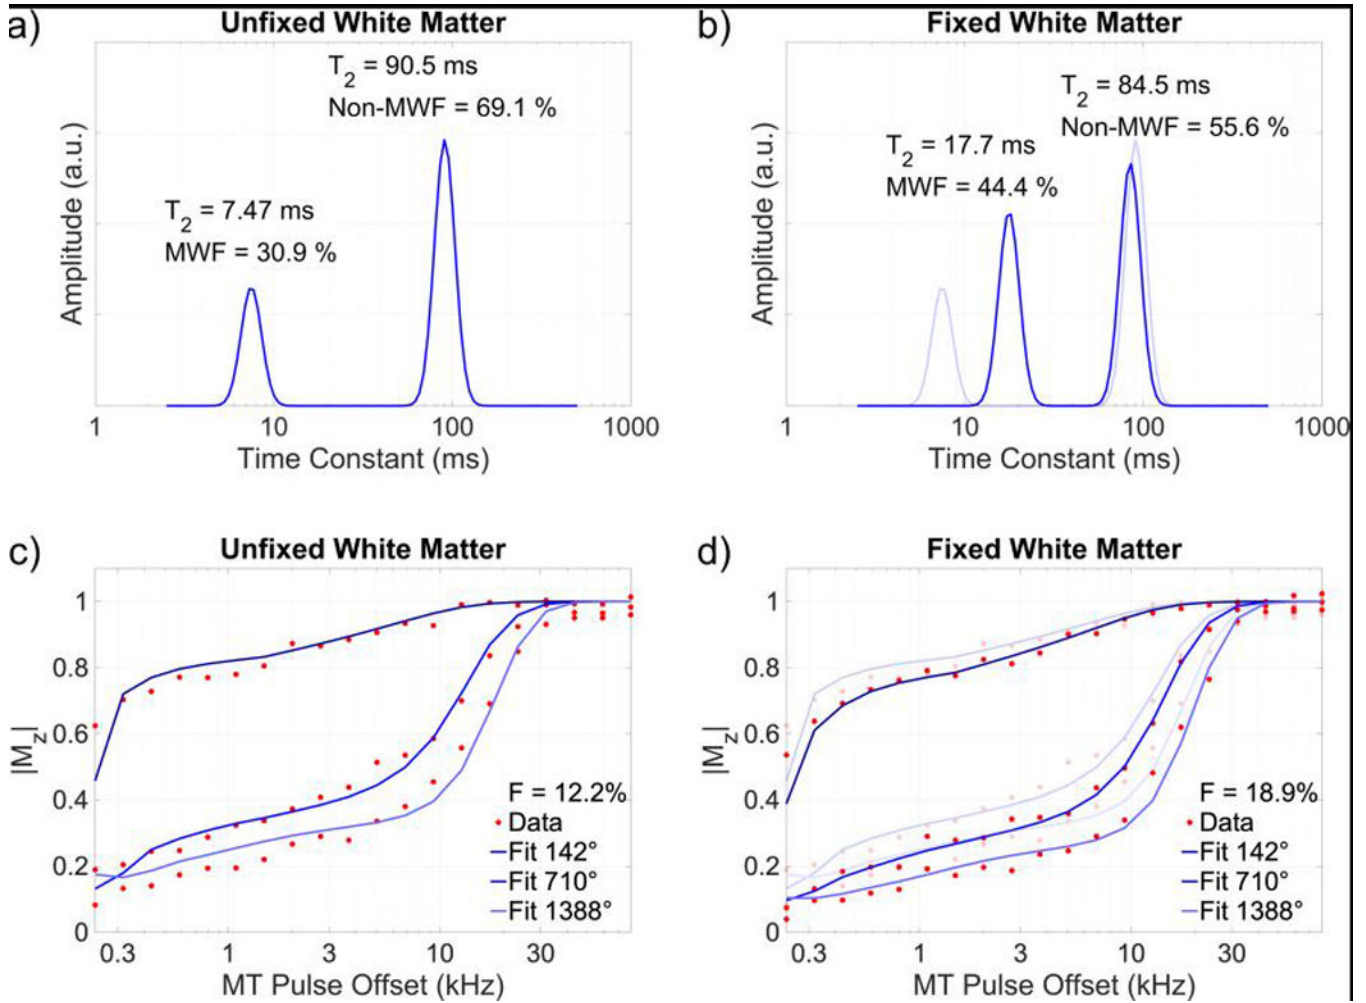 a)
Unfixed White Matter
T2 = 90.5 ms
Non-MWF = 69.1 %
T2 = 7.47 ms
MWF = 30.9 %
Amplitude (a.u.)
1
10
100
1000
Time Constant (ms)
b)
Fixed White Matter
T2 = 84.5 ms
Non-MWF = 55.6 %
T2 = 17.7 ms
MWF = 44.4 %
Amplitude (a.u.)
1
10
100
1000
Time Constant (ms)
c)
Unfixed White Matter
1
0.8
0.6
0.4
0.2
0
|Mz|
F = 12.2%
Data
Fit 142°
Fit 710°
Fit 1388°
0.3
1
3
10
30
MT Pulse Offset (kHz)
d)
Fixed White Matter
1
0.8
0.6
0.4
0.2
0
|Mz|
F = 18.9%
Data
Fit 142°
Fit 710°
Fit 1388°
0.3
1
3
10
30
MT Pulse Offset (kHz)